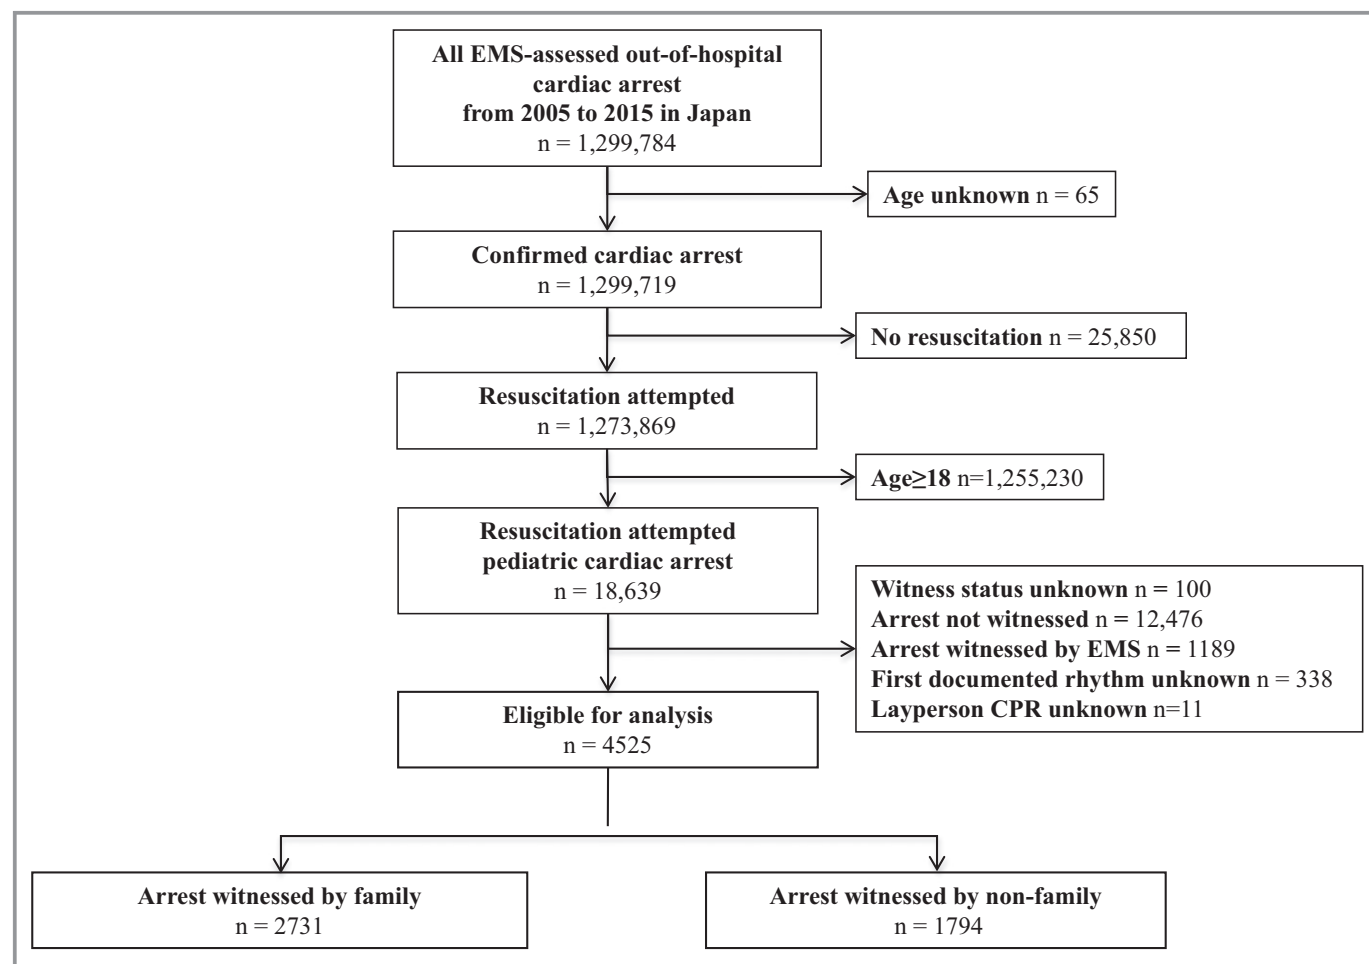 All EMS-assessed out-of-hospital
cardiac arrest
from 2005 to 2015 in Japan
n = 1,299,784
Age unknown n = 65
Confirmed cardiac arrest
n = 1,299,719
No resuscitation n = 25,850
Resuscitation attempted
n = 1,273,869
Age≥18 n=1,255,230
Resuscitation attempted
pediatric cardiac arrest
n = 18,639
Witness status unknown n = 100
Arrest not witnessed n = 12,476
Arrest witnessed by EMS n = 1189
First documented rhythm unknown n = 338
Layperson CPR unknown n=11
Eligible for analysis
n = 4525
Arrest witnessed by family
n = 2731
Arrest witnessed by non-family
n = 1794